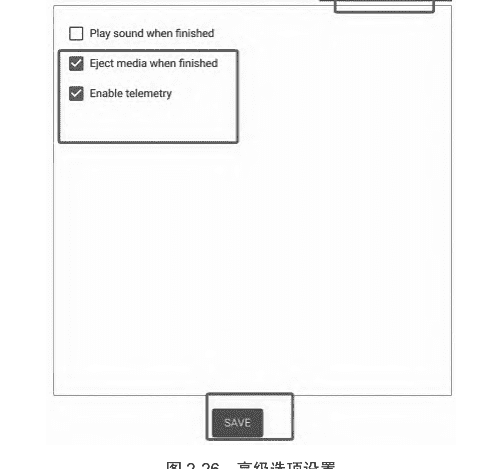 Play sound when finished
Eject media when finished
Enable telemetry
SAVE
图 2-26 高级选项设置